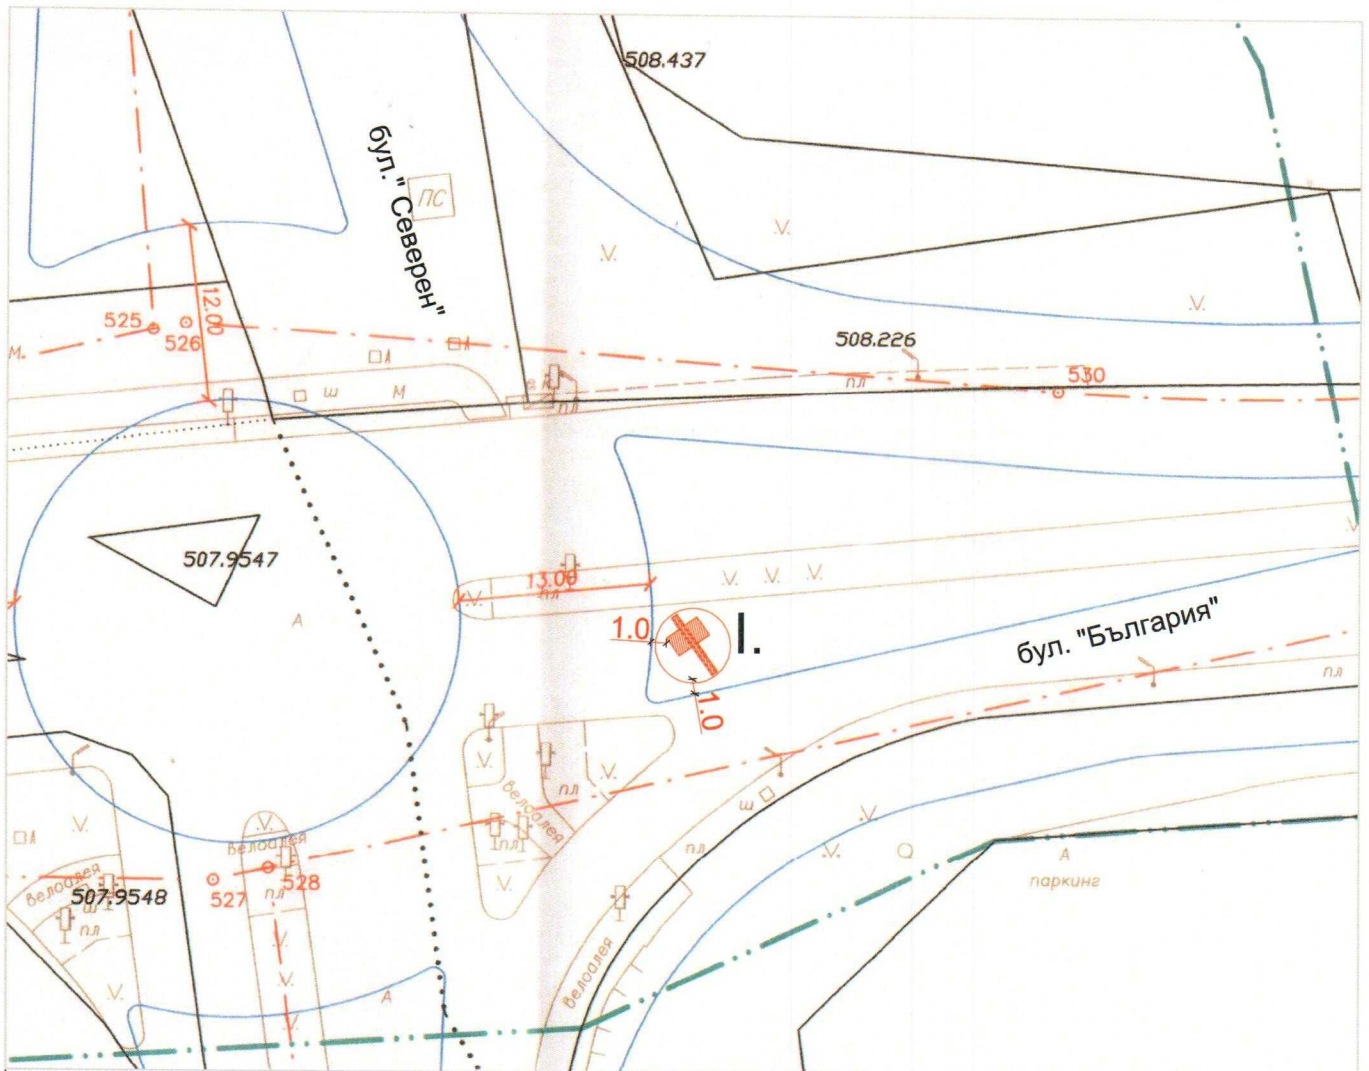 508.437
бул." Северен"
ПС
.V.
.V.
.V.
12.00
525
526
М.
А
А
508.226
пл
530
ш
М
пл
507.9547
А
13.00
пл
.V.
.V.
.V.
.V.
V
1.0
I.
1.0
бул. "България"
пл
.V.
.V.
пл
велоалея
пл
.V.
ш
.V.
.V.
Q
А
паркинг
пл
А
.V.
.V.
велоалея
528
527
пл
велоалея
507.9548
ш
пл
.V.
V
.V.
V
А
велоалея